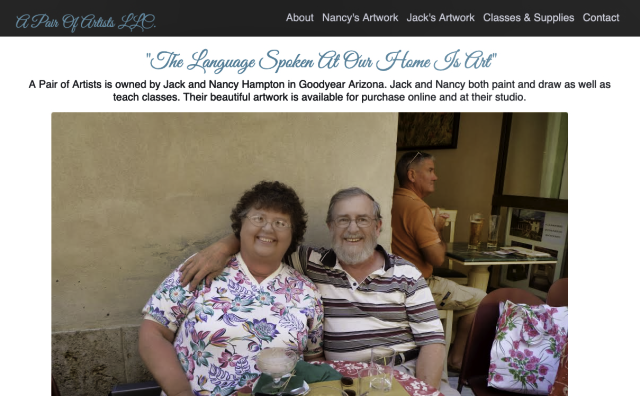 A Pair Of Artists LLC.
About Nancy's Artwork Jack's Artwork Classes & Supplies Contact
"The Language Spoken At Our Home Is Art"
A Pair of Artists is owned by Jack and Nancy Hampton in Goodyear Arizona. Jack and Nancy both paint and draw as well as
teach classes. Their beautiful artwork is available for purchase online and at their studio.